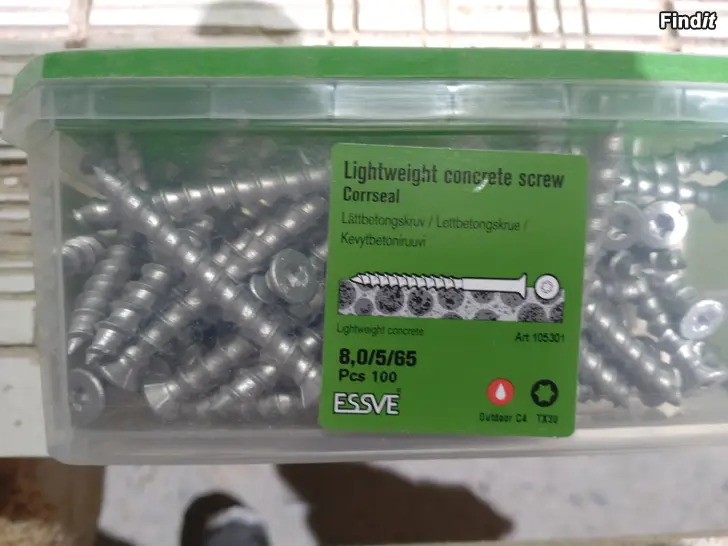 Findit
Lightweight concrete screw
Corrseal
Lättbetongskruv / Lettbetongskrue /
Kevytbetoniruuvi
Lightweight concrete
Art 105301
8,0/5/65
Pcs 100
ESSVE
Outdoor C4 TX30